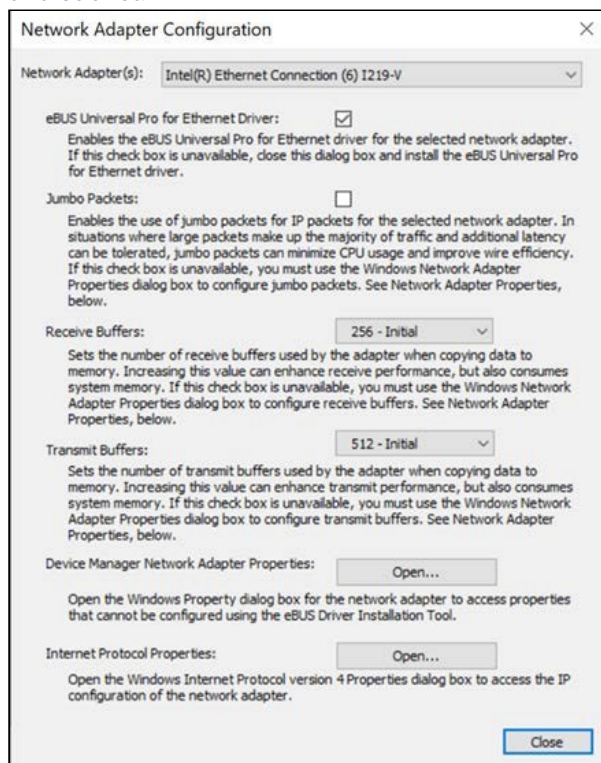 Network Adapter Configuration
Network Adapter(s): Intel(R) Ethernet Connection (6) I219-V
eBUS Universal Pro for Ethernet Driver:
Enables the eBUS Universal Pro for Ethernet driver for the selected network adapter.
If this check box is unavailable, close this dialog box and install the eBUS Universal Pro
for Ethernet driver.
Jumbo Packets:
Enables the use of jumbo packets for IP packets for the selected network adapter. In
situations where large packets make up the majority of traffic and additional latency
can be tolerated, jumbo packets can minimize CPU usage and improve wire efficiency.
If this check box is unavailable, you must use the Windows Network Adapter
Properties dialog box to configure jumbo packets. See Network Adapter Properties,
below.
Receive Buffers: 256 - Initial
Sets the number of receive buffers used by the adapter when copying data to
memory. Increasing this value can enhance receive performance, but also consumes
system memory. If this check box is unavailable, you must use the Windows Network
Adapter Properties dialog box to configure receive buffers. See Network Adapter
Properties, below.
Transmit Buffers: 512 - Initial
Sets the number of transmit buffers used by the adapter when copying data to
memory. Increasing this value can enhance transmit performance, but also consumes
system memory. If this check box is unavailable, you must use the Windows Network
Adapter Properties dialog box to configure transmit buffers. See Network Adapter
Properties, below.
Device Manager Network Adapter Properties: Open...
Open the Windows Property dialog box for the network adapter to access properties
that cannot be configured using the eBUS Driver Installation Tool.
Internet Protocol Properties: Open...
Open the Windows Internet Protocol version 4 Properties dialog box to access the IP
configuration of the network adapter.
Close